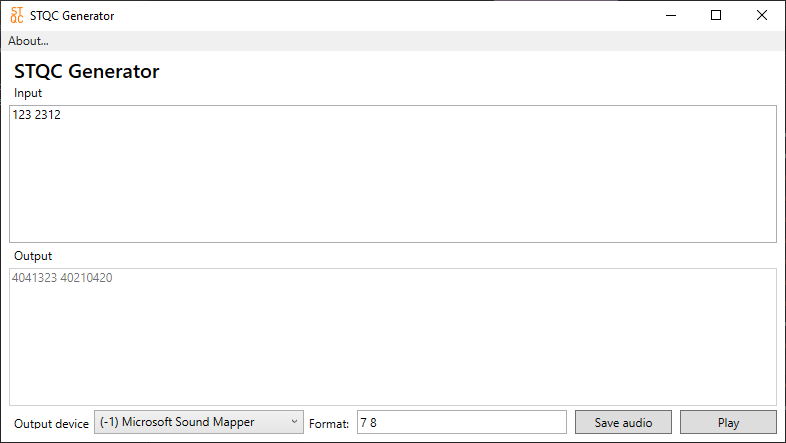 ST
QC
STQC Generator
About...
STQC Generator
Input
123 2312
Output
4041323 40210420
Output device (-1) Microsoft Sound Mapper Format: 7 8 Save audio Play